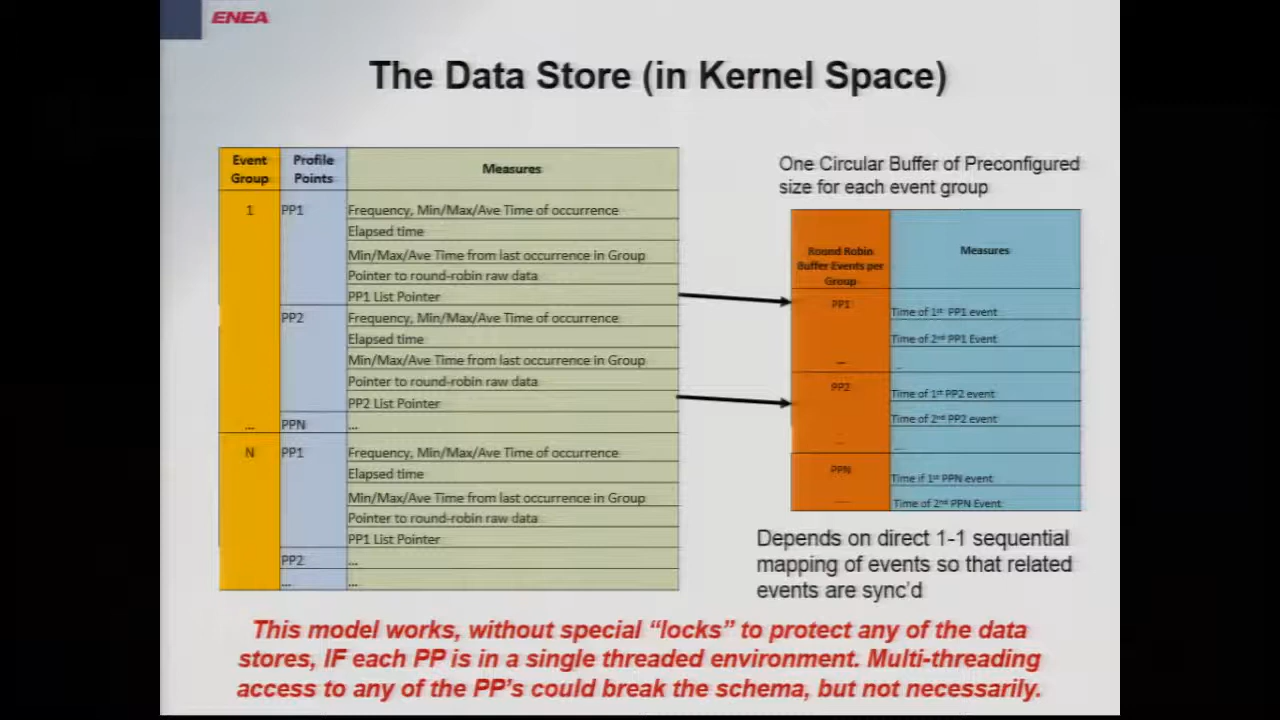 ENEA
The Data Store (in Kernel Space)
Event Group
Profile Points
Measures
1
PP1
Frequency, Min/Max/Ave Time of occurrence
Elapsed time
Min/Max/Ave Time from last occurrence in Group
Pointer to round-robin raw data
PP1 List Pointer
PP2
Frequency, Min/Max/Ave Time of occurrence
Elapsed time
Min/Max/Ave Time from last occurrence in Group
Pointer to round-robin raw data
PP2 List Pointer
...
PPN
...
N
PP1
Frequency, Min/Max/Ave Time of occurrence
Elapsed time
Min/Max/Ave Time from last occurrence in Group
Pointer to round-robin raw data
PP1 List Pointer
PP2
...
...
...
One Circular Buffer of Preconfigured
size for each event group
Round Robin
Buffer Events per
Group
Measures
PP1
Time of 1st PP1 event
Time of 2nd PP1 Event
...
...
PP2
Time of 1st PP2 event
Time of 2nd PP2 event
...
...
PPN
Time if 1st PPN event
...
Time of 2nd PPN Event
Depends on direct 1-1 sequential
mapping of events so that related
events are sync’d
This model works, without special “locks” to protect any of the data
stores, IF each PP is in a single threaded environment. Multi-threading
access to any of the PP’s could break the schema, but not necessarily.